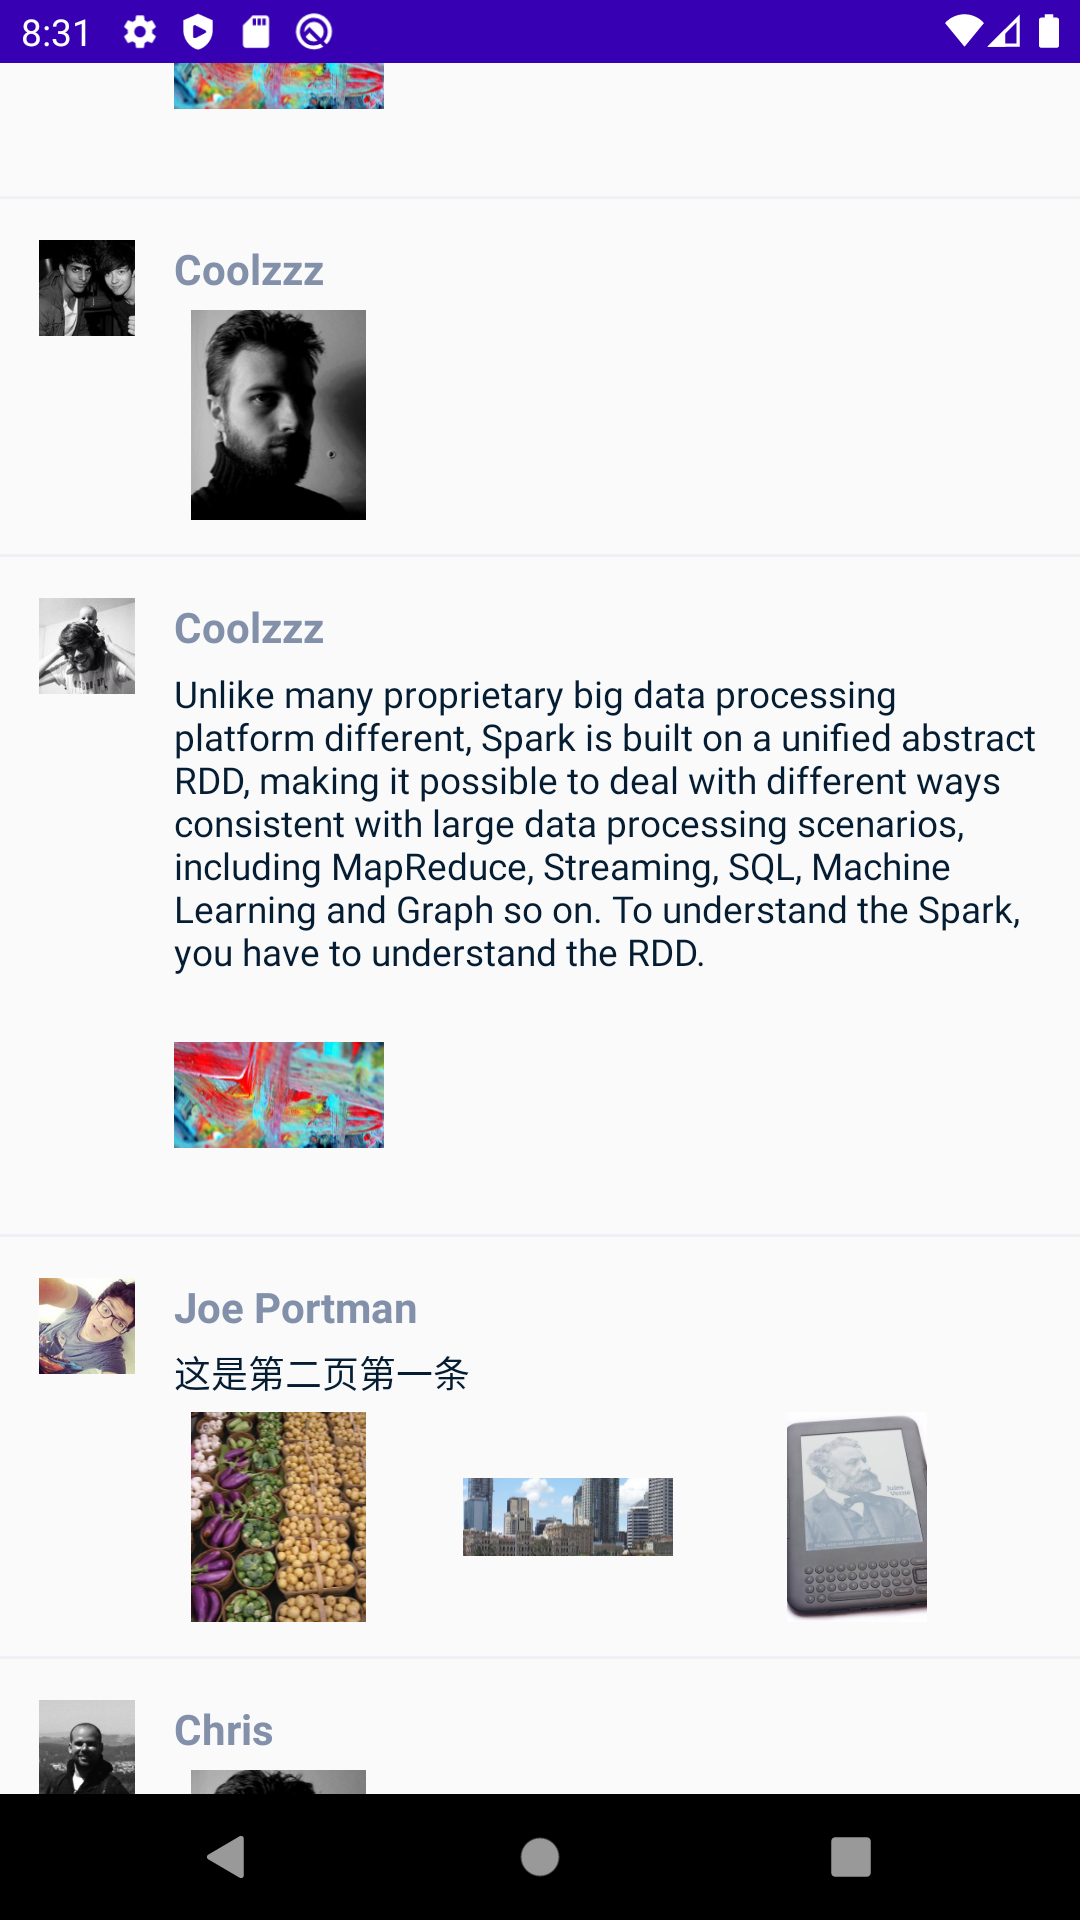 8:31
Coolzzz
Coolzzz
Unlike many proprietary big data processing
platform different, Spark is built on a unified abstract
RDD, making it possible to deal with different ways
consistent with large data processing scenarios,
including MapReduce, Streaming, SQL, Machine
Learning and Graph so on. To understand the Spark,
you have to understand the RDD.
Joe Portman
这是第二页第一条
Jules
Verne
Chris